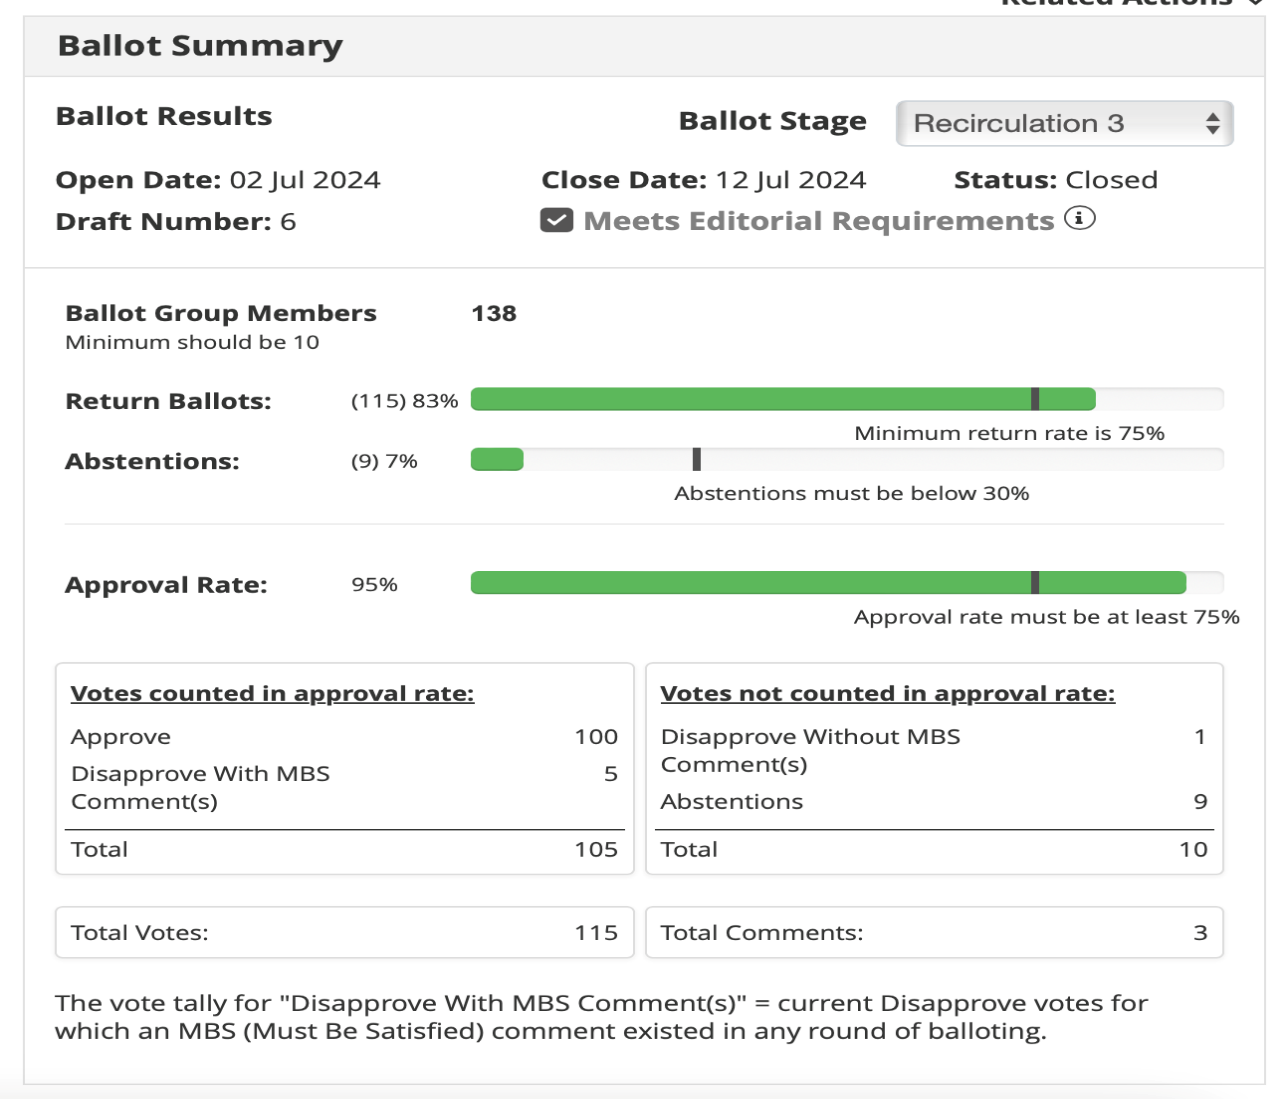 Related Actions
Ballot Summary
Ballot Results
Ballot Stage Recirculation 3
Open Date: 02 Jul 2024 Close Date: 12 Jul 2024 Status: Closed
Draft Number: 6 Meets Editorial Requirements
Ballot Group Members 138
Minimum should be 10
Return Ballots: (115) 83%
Minimum return rate is 75%
Abstentions: (9) 7%
Abstentions must be below 30%
Approval Rate: 95%
Approval rate must be at least 75%
Votes counted in approval rate:
Approve 100
Disapprove With MBS 5
Comment(s)
Total 105
Votes not counted in approval rate:
Disapprove Without MBS 1
Comment(s)
Abstentions 9
Total 10
Total Votes: 115
Total Comments: 3
The vote tally for "Disapprove With MBS Comment(s)" = current Disapprove votes for
which an MBS (Must Be Satisfied) comment existed in any round of balloting.